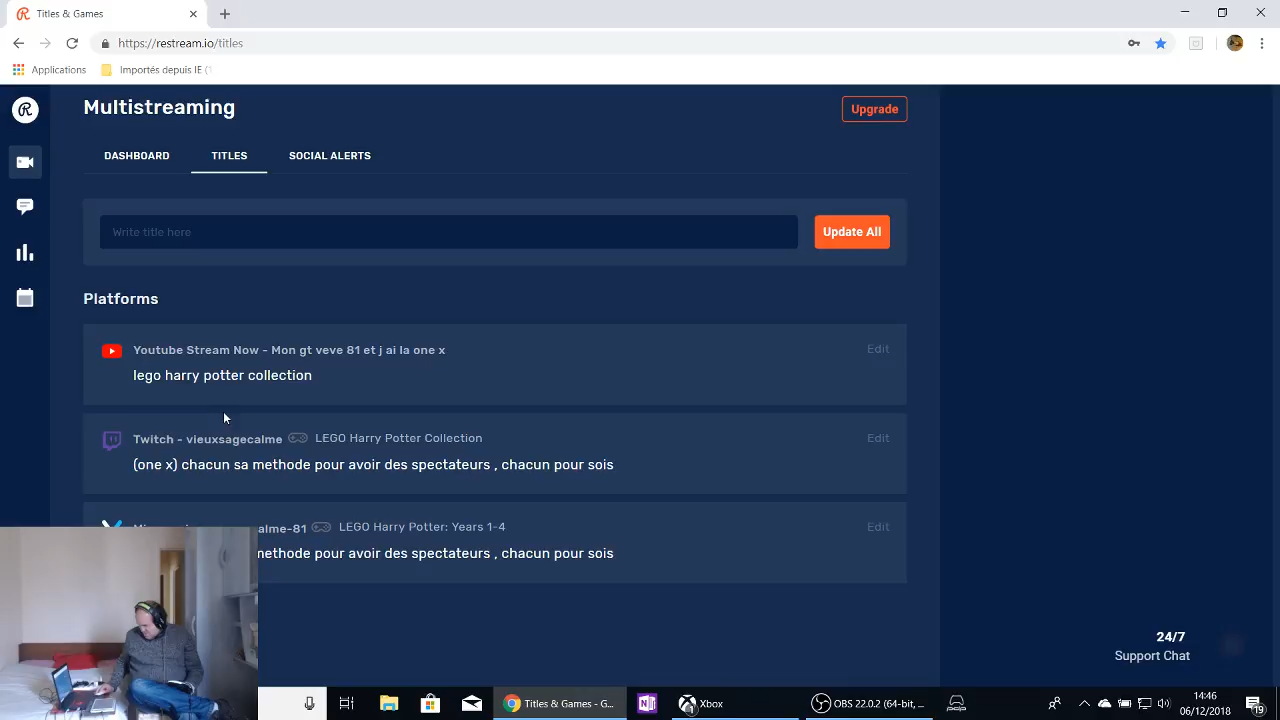 Titles & Games
https://restream.io/titles
Applications
Importés depuis IE (1
Multistreaming
Upgrade
DASHBOARD
TITLES
SOCIAL ALERTS
Write title here
Update All
Platforms
Youtube Stream Now - Mon gt veve 81 et j ai la one x
Edit
lego harry potter collection
Twitch - vieuxsagecalme
LEGO Harry Potter Collection
Edit
(one x) chacun sa methode pour avoir des spectateurs , chacun pour sois
alme-81
LEGO Harry Potter: Years 1-4
Edit
methode pour avoir des spectateurs , chacun pour sois
24/7
Support Chat
Titles & Games - G...
Xbox
OBS 22.0.2 (64-bit, ...
14:46
06/12/2018
19